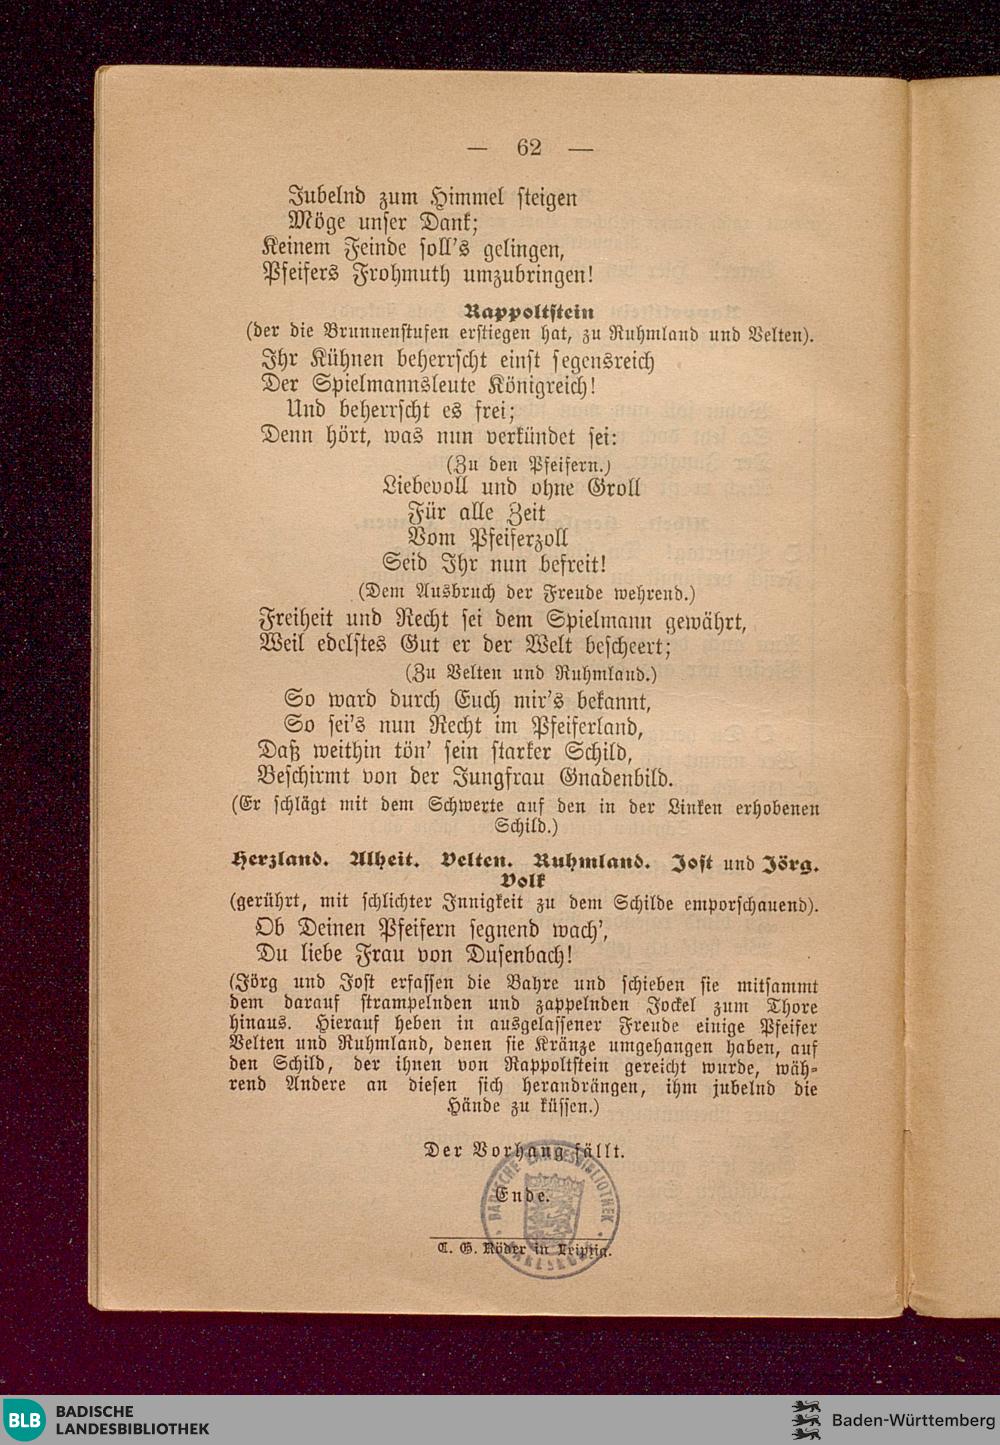 — 62 —
Jubelnd zum Himmel steigen
Möge unser Dank;
Keinem Feinde soll's gelingen,
Pfeifers Frohmuth umzubringen!
Rappoltstein
(der die Brunnenstufen erstiegen hat, zu Ruhmland und Velten).
Ihr Kühnen beherrscht einst segensreich
Der Spielmannsleute Königreich!
Und beherrscht es frei;
Denn hört, was nun verkündet sei:
(Zu den Pfeifern.)
Liebevoll und ohne Groll
Für alle Zeit
Vom Pfeiferzoll
Seid Ihr nun befreit!
(Dem Ausbruch der Freude wehrend.)
Freiheit und Recht sei dem Spielmann gewährt,
Weil edelstes Gut er der Welt bescheert;
(Zu Velten und Ruhmland.)
So ward durch Euch mir's bekannt,
So sei's nun Recht im Pfeiferland,
Daß weithin tön' sein starker Schild,
Beschirmt von der Jungfrau Gnadenbild.
(Er schlägt mit dem Schwerte auf den in der Linken erhobenen
Schild.)
Herzland. Alheit. Velten. Ruhmland. Jost und Jörg.
Volk
(gerührt, mit schlichter Innigkeit zu dem Schilde emporschauend).
Ob Deinen Pfeifern segnend wach',
Du liebe Frau von Dusenbach!
(Jörg und Jost erfassen die Bahre und schieben sie mitsammt
dem darauf strampelnden und zappelnden Jockel zum Thore
hinaus. Hierauf heben in ausgelassener Freude einige Pfeifer
Velten und Ruhmland, denen sie Kränze umgehangen haben, auf
den Schild, der ihnen von Rappoltstein gereicht wurde, wäh-
rend Andere an diesen sich herandrängen, ihm jubelnd die
Hände zu küssen.)
Der Vorhang fällt.
BADISCHE LANDESBIBLIOTHEK
Ende.
C. G. Röder in Leipzig.
KARLSRUHE
BLB BADISCHE
LANDESBIBLIOTHEK
Baden-Württemberg